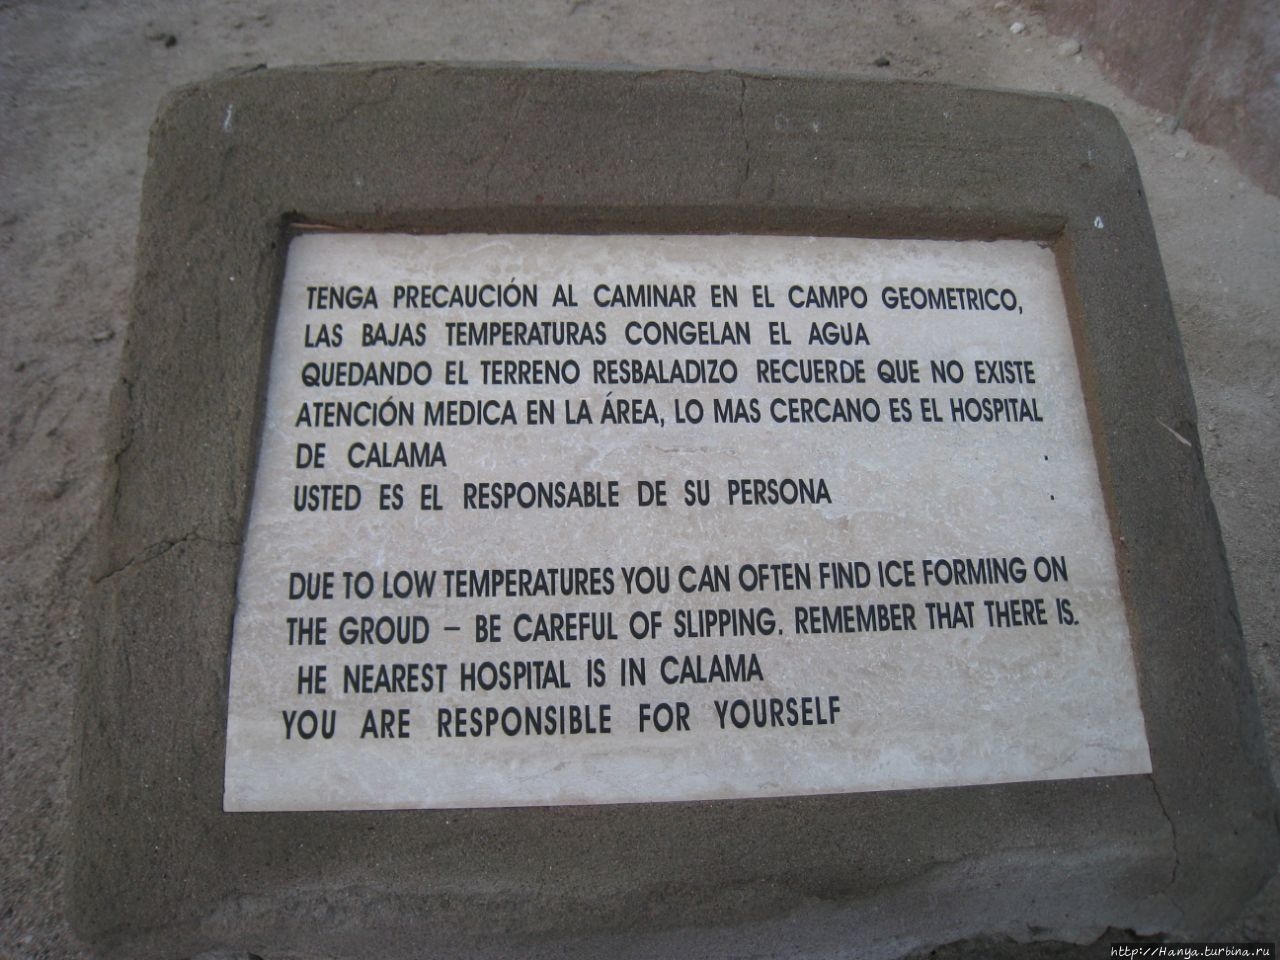 TENGA PRECAUCIÓN AL CAMINAR EN EL CAMPO GEOMETRICO,
LAS BAJAS TEMPERATURAS CONGELAN EL AGUA
QUEDANDO EL TERRENO RESBALADIZO RECUERDE QUE NO EXISTE
ATENCIÓN MEDICA EN LA ÁREA, LO MAS CERCANO ES EL HOSPITAL
DE CALAMA
USTED ES EL RESPONSABLE DE SU PERSONA
DUE TO LOW TEMPERATURES YOU CAN OFTEN FIND ICE FORMING ON
THE GROUD – BE CAREFUL OF SLIPPING. REMEMBER THAT THERE IS.
HE NEAREST HOSPITAL IS IN CALAMA
YOU ARE RESPONSIBLE FOR YOURSELF
http://Hanya.turbina.ru